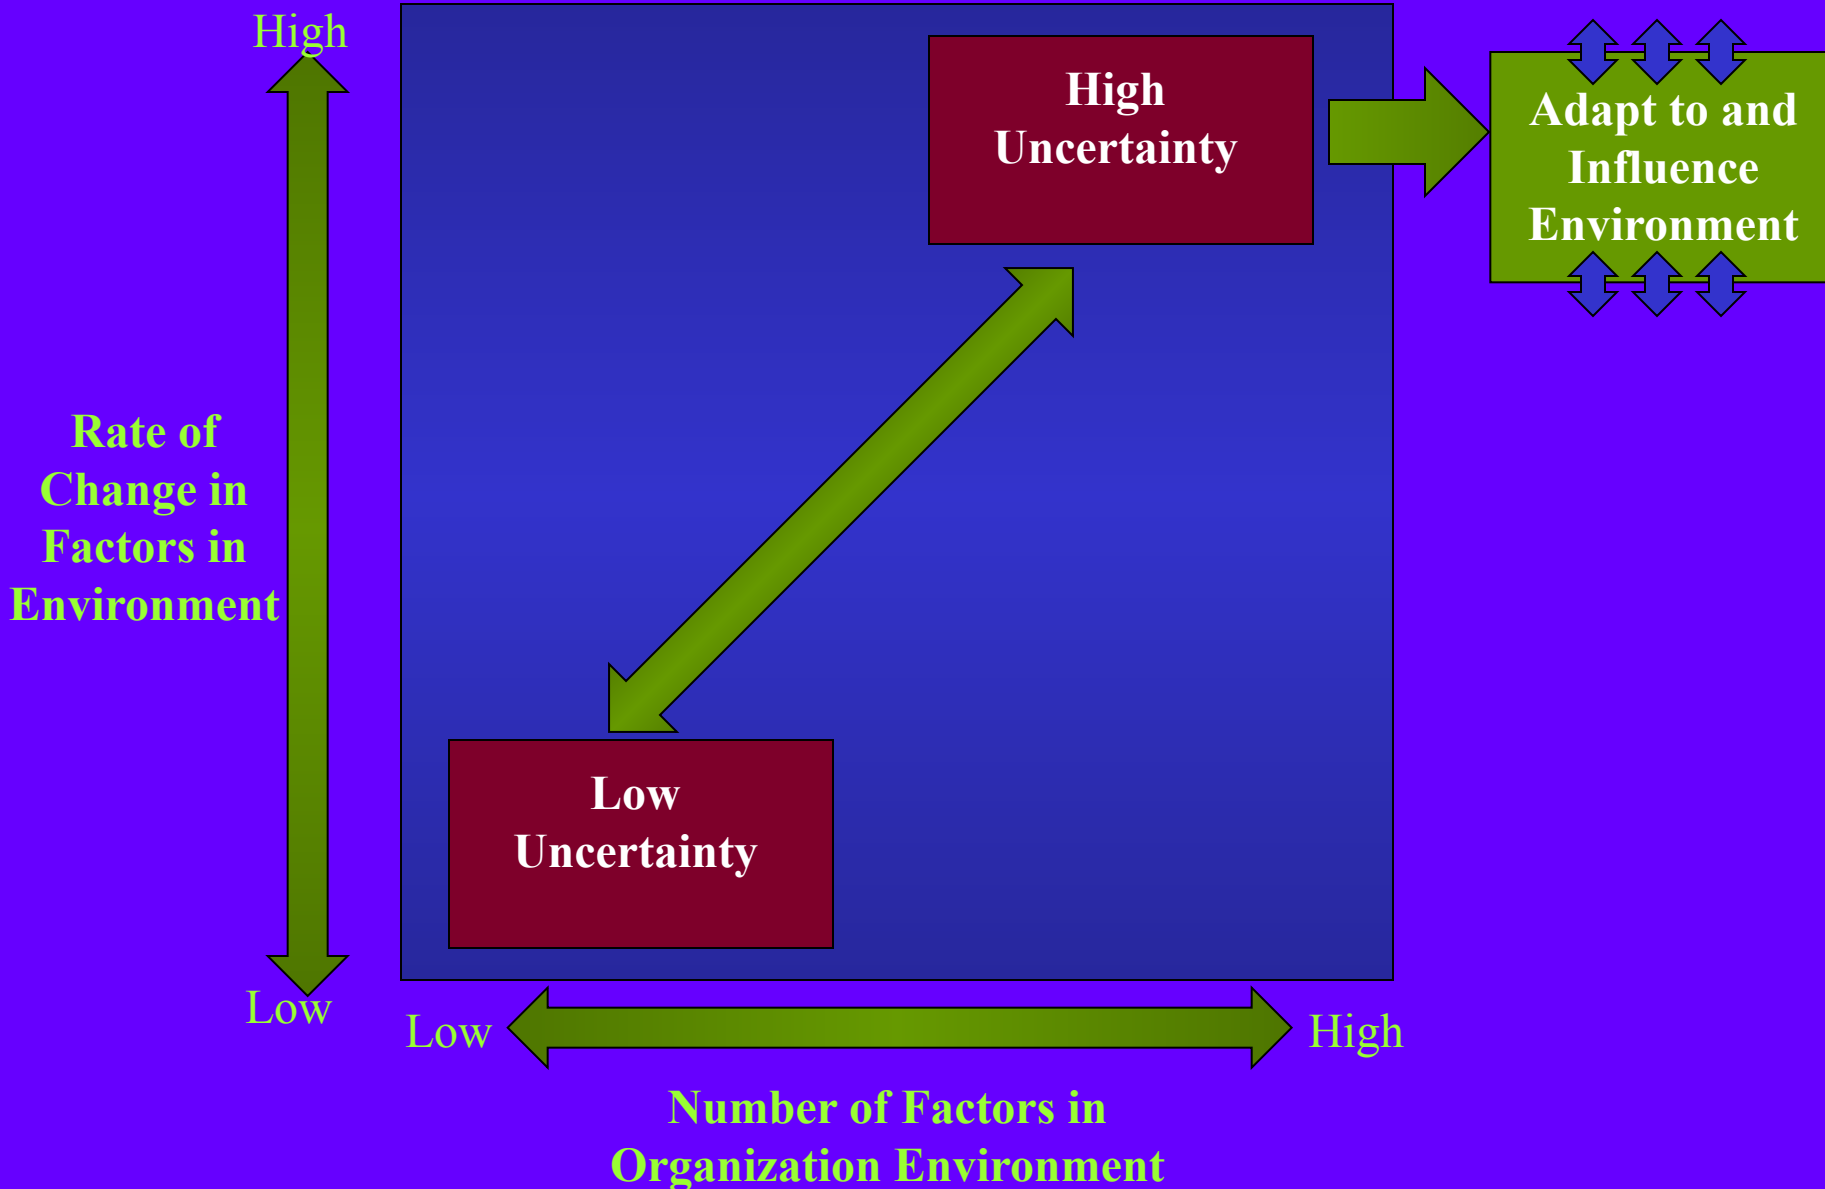 High
High
Uncertainty
Adapt to and
Influence
Environment
Rate of
Change in
Factors in
Environment
Low
Uncertainty
Low
Low
High
Number of Factors in
Organization Environment